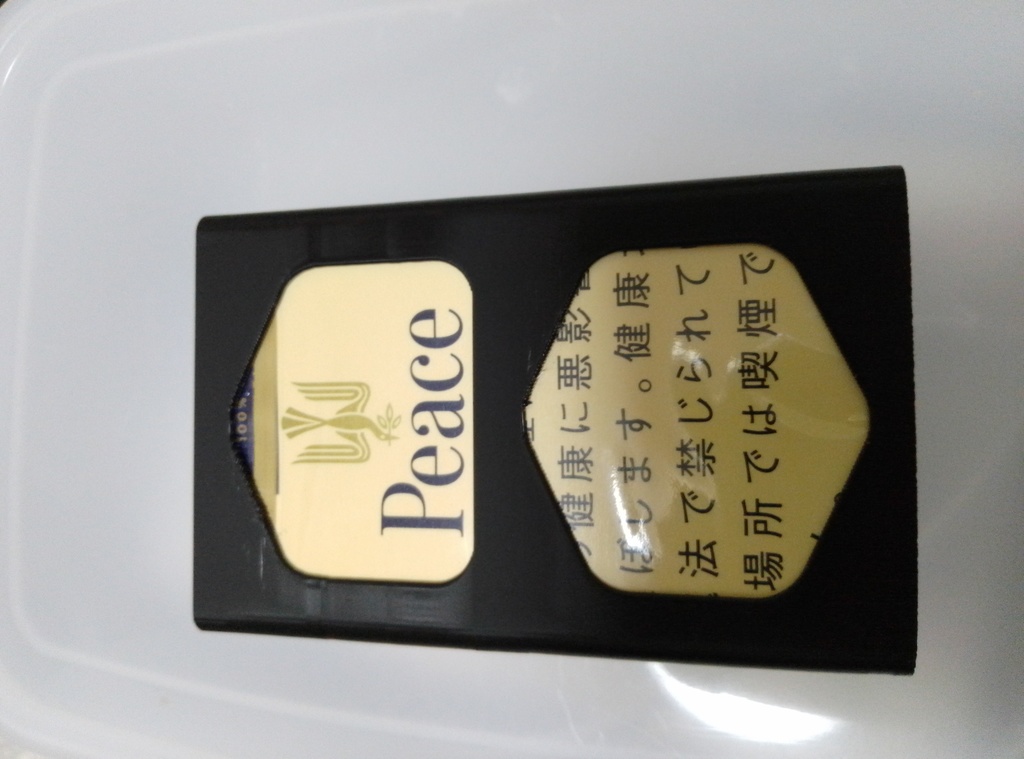 100%
Peace
健康に悪影
ぼします。健康
法で禁じられて
場所では喫煙で